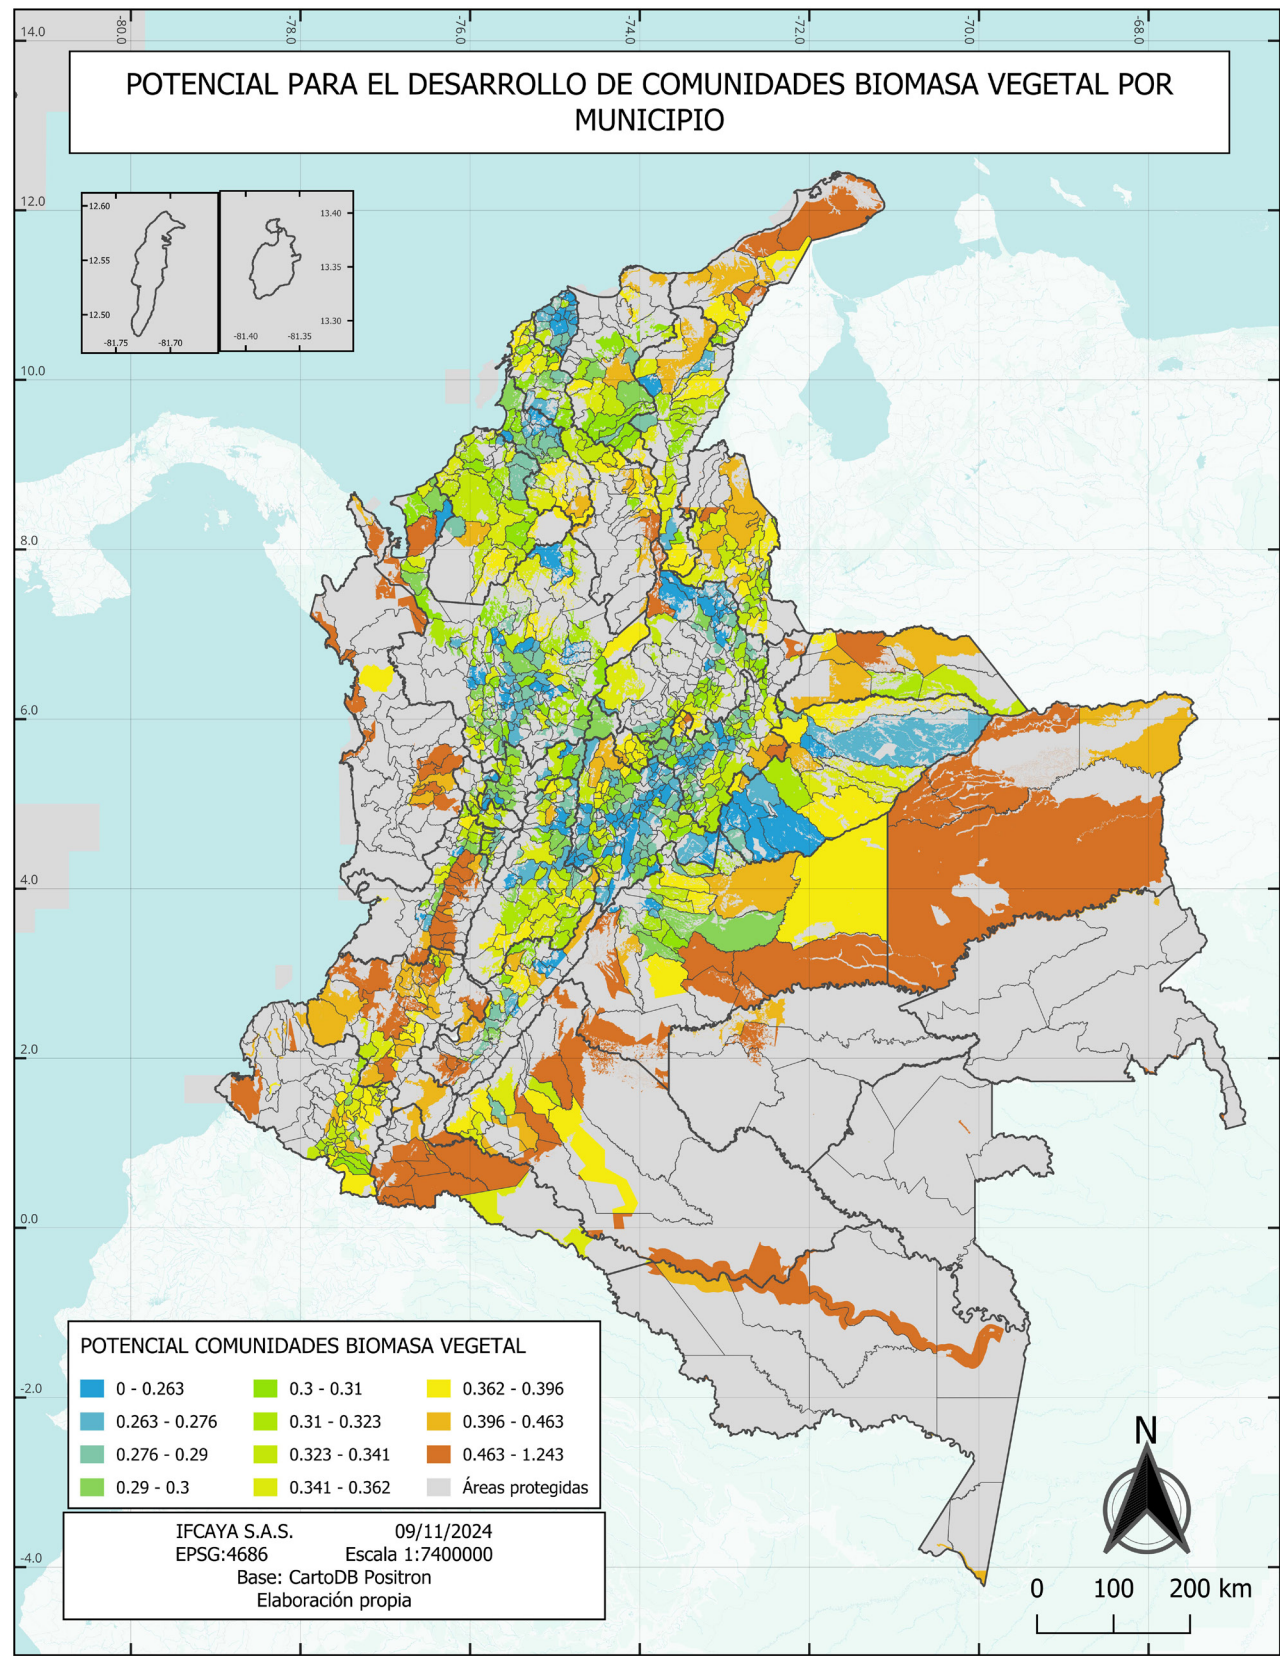 -80.0 -78.0 -76.0 -74.0 -72.0 -70.0 -68.0
14.0
POTENCIAL PARA EL DESARROLLO DE COMUNIDADES BIOMASA VEGETAL POR
MUNICIPIO
12.0
12.60
12.55
12.50
-81.75 -81.70
13.40
13.35
13.30
-81.40 -81.35
10.0
8.0
6.0
4.0
2.0
0.0
-2.0
-4.0
POTENCIAL COMUNIDADES BIOMASA VEGETAL
0 - 0.263
0.263 - 0.276
0.276 - 0.29
0.29 - 0.3
0.3 - 0.31
0.31 - 0.323
0.323 - 0.341
0.341 - 0.362
0.362 - 0.396
0.396 - 0.463
0.463 - 1.243
Áreas protegidas
IFCAYA S.A.S. 09/11/2024
EPSG:4686 Escala 1:7400000
Base: CartoDB Positron
Elaboración propia
N
0 100 200 km